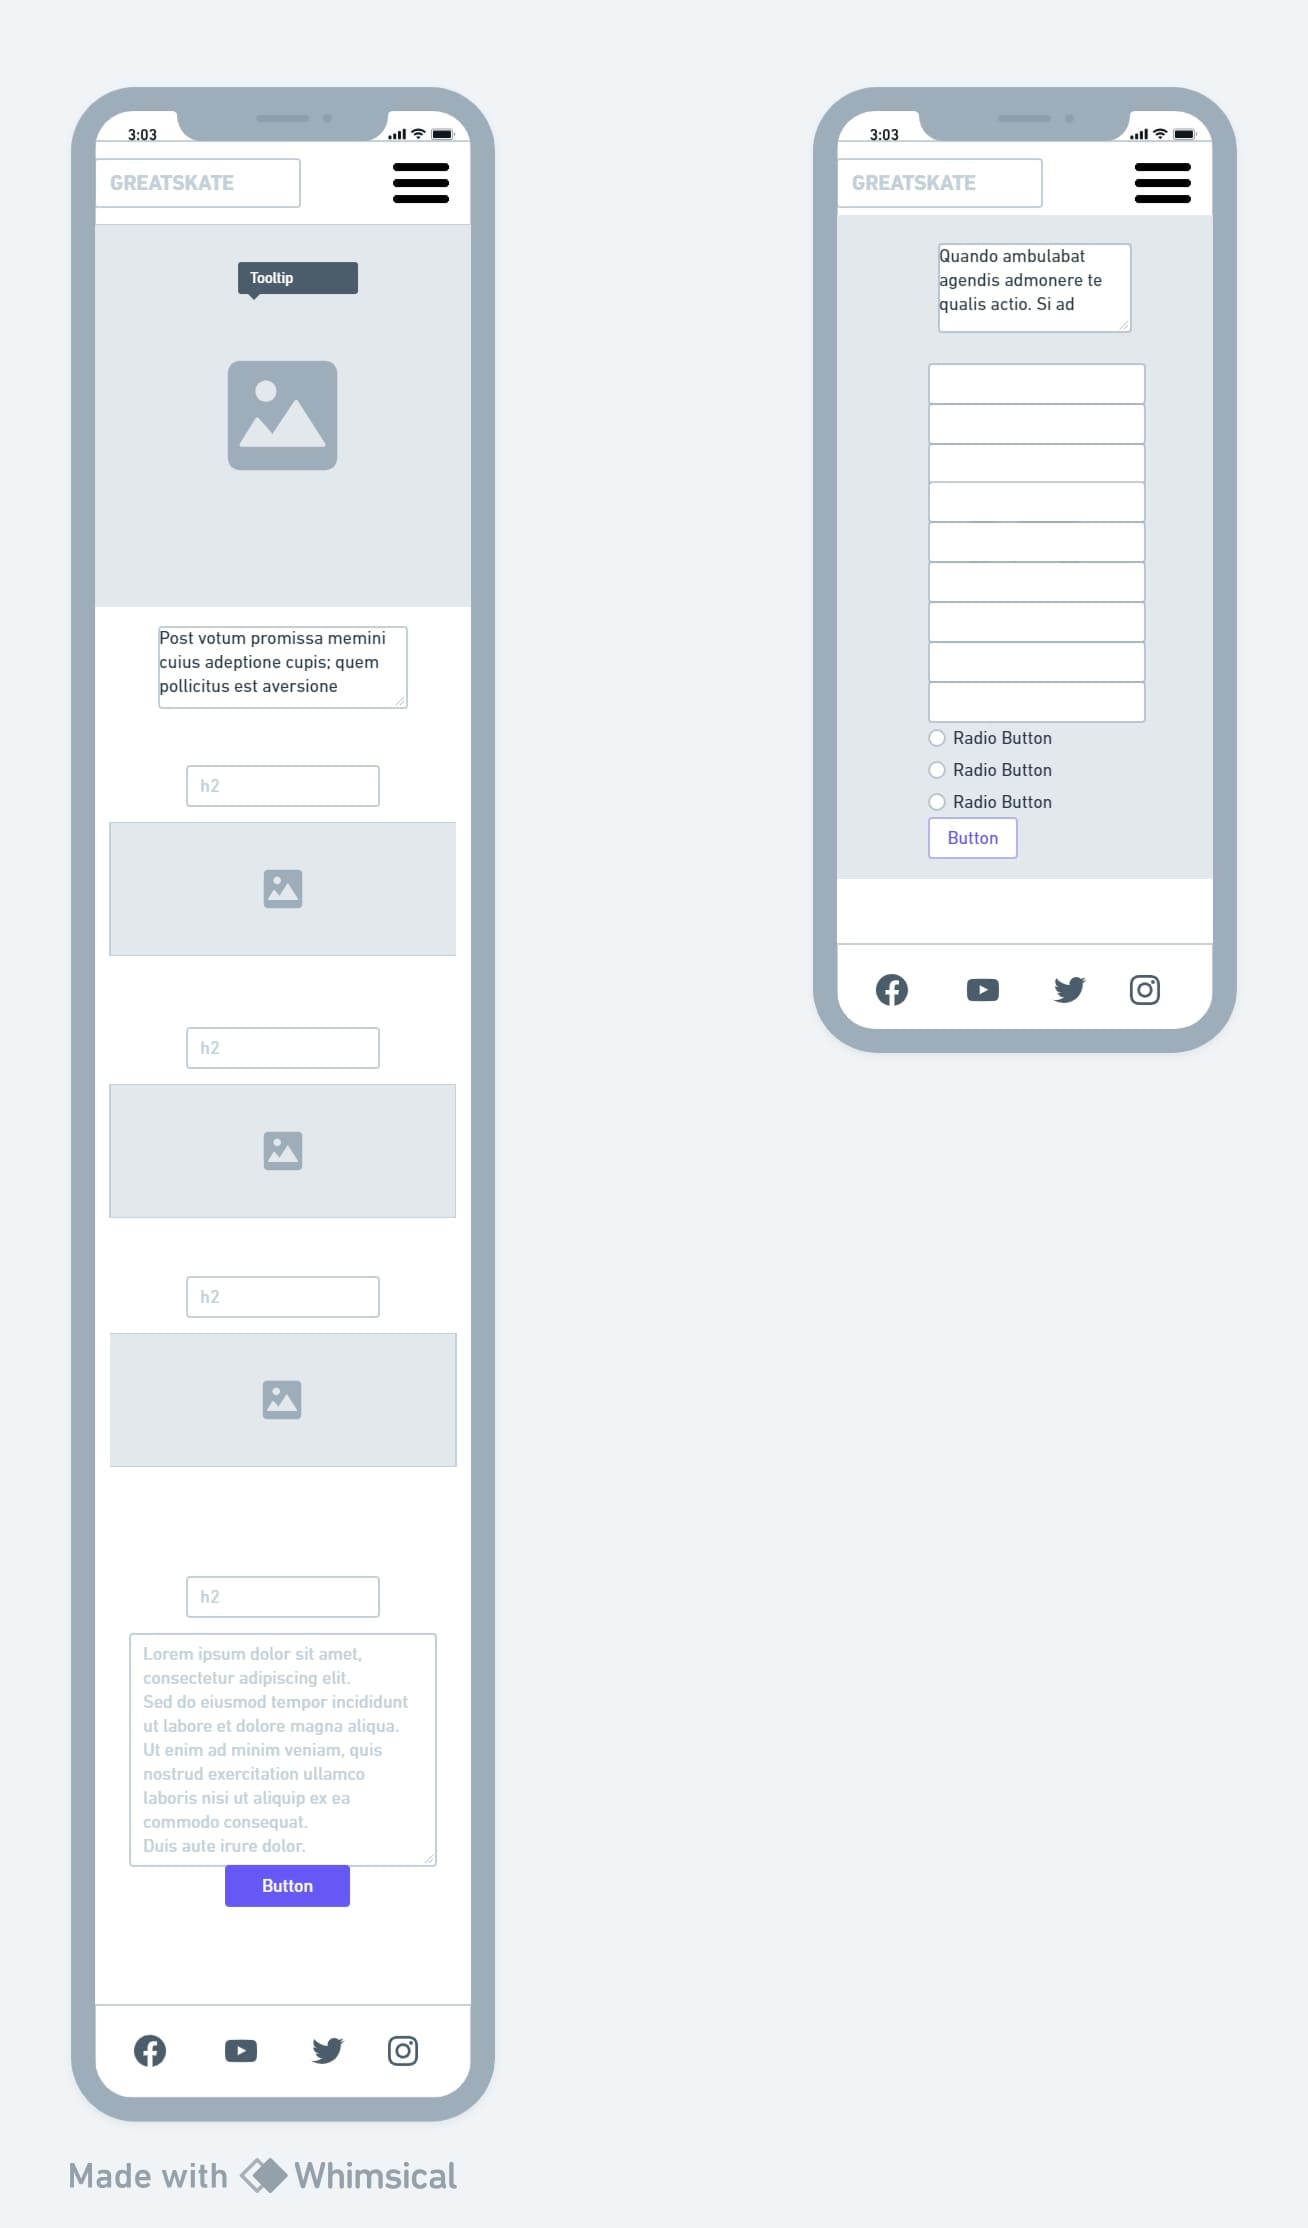 3:03
GREATSKATE
Tooltip
Post votum promissa memini
cuius adeptione cupis; quem
pollicitus est aversione
h2
h2
h2
h2
Lorem ipsum dolor sit amet,
consectetur adipiscing elit.
Sed do eiusmod tempor incididunt
ut labore et dolore magna aliqua.
Ut enim ad minim veniam, quis
nostrud exercitation ullamco
laboris nisi ut aliquip ex ea
commodo consequat.
Duis aute irure dolor.
Button
3:03
GREATSKATE
Quando ambulabat
agendis admonere te
qualis actio. Si ad
Radio Button
Radio Button
Radio Button
Button
Made with Whimsical